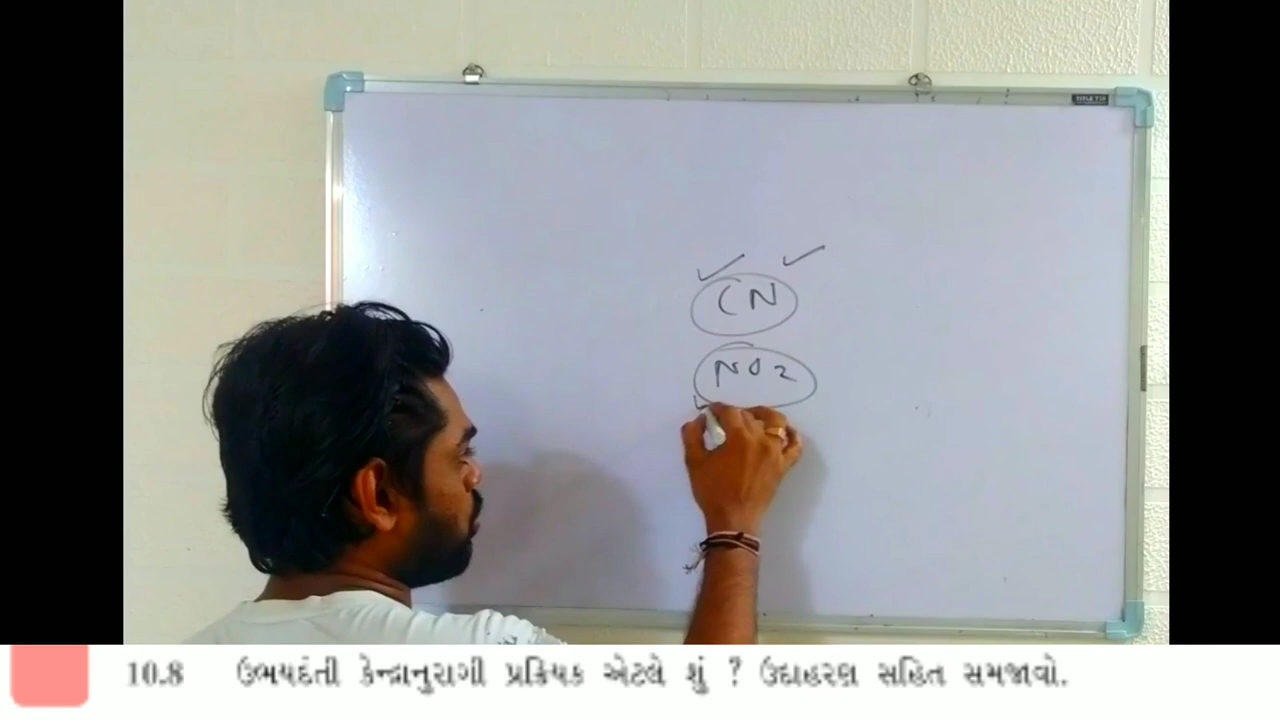 CN
NO2
10.8 ઉભયદંતી કેન્દ્રાનુરાગી પ્રક્રિયક એટલે શું ? ઉદાહરણ સહિત સમજાવો.